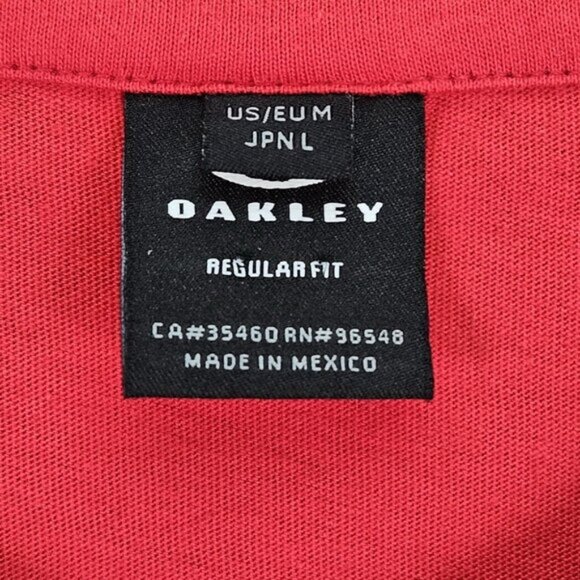 US/EU M
JPN L
OAKLEY
REGULAR FIT
CA#35460 RN#96548
MADE IN MEXICO